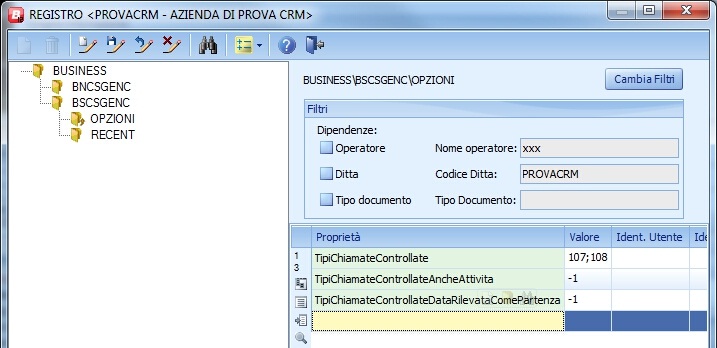 REGISTRO <PROVACRM - AZIENDA DI PROVA CRM>
BUSINESS
BNCSGENC
BSCSGENC
OPZIONI
RECENT
BUSINESS\BSCSGENC\OPZIONI
Cambia Filtri
Filtri
Dipendenze:
Operatore Nome operatore: xxx
Ditta Codice Ditta: PROVACRM
Tipo documento Tipo Documento:
Proprietà Valore Ident. Utente Ide
1
3
TipiChiamateControllate 107;108
TipiChiamateControllateAncheAttivita -1
TipiChiamateControllateDataRilevataComePartenza -1